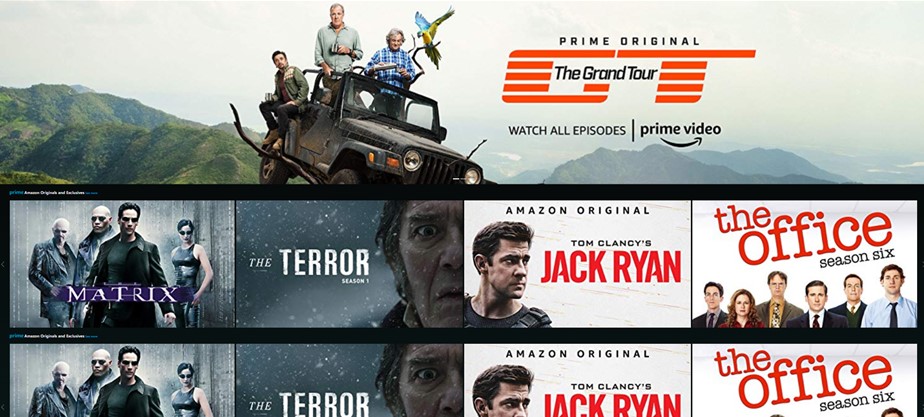 PRIME ORIGINAL
The Grand Tour
GT
WATCH ALL EPISODES | prime video
prime Amazon Originals and Exclusives
MATRIX
THE TERROR
SEASON 1
AMAZON ORIGINAL
TOM CLANCY'S
JACK RYAN
the office
season six
prime Amazon Originals and Exclusives
THE TERROR
AMAZON ORIGINAL
TOM CLANCY'S
JACK RYAN
the office
season six